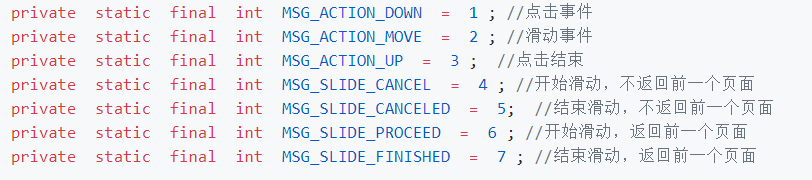 private static final int MSG_ACTION_DOWN = 1 ; //点击事件
private static final int MSG_ACTION_MOVE = 2 ; //滑动事件
private static final int MSG_ACTION_UP = 3 ; //点击结束
private static final int MSG_SLIDE_CANCEL = 4 ; //开始滑动，不返回前一个页面
private static final int MSG_SLIDE_CANCELED = 5; //结束滑动，不返回前一个页面
private static final int MSG_SLIDE_PROCEED = 6 ; //开始滑动，返回前一个页面
private static final int MSG_SLIDE_FINISHED = 7 ; //结束滑动，返回前一个页面